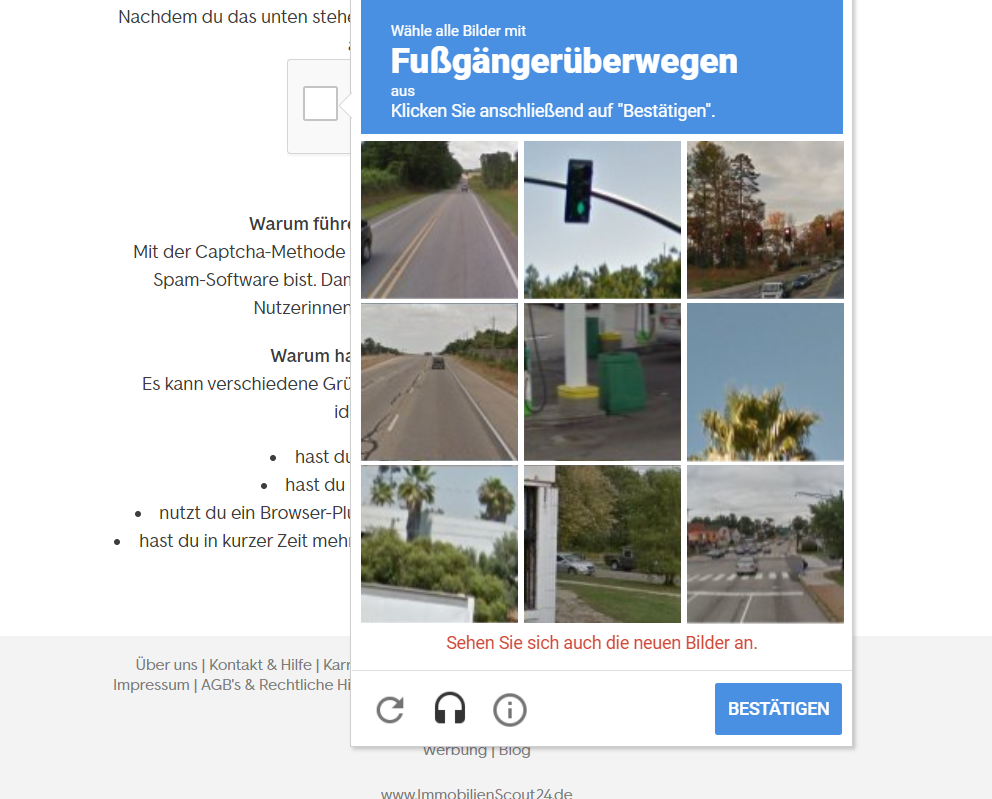 Nachdem du das unten stehe
Wähle alle Bilder mit
Fußgängerüberwegen
aus
Klicken Sie anschließend auf "Bestätigen".
Warum führe
Mit der Captcha-Methode
Spam-Software bist. Dan
Nutzerinnen
Warum ha
Es kann verschiedene Grü
id
hast du
hast du
nutzt du ein Browser-Plu
hast du in kurzer Zeit mehr
Sehen Sie sich auch die neuen Bilder an.
Über uns | Kontakt & Hilfe | Karr
Impressum | AGB's & Rechtliche Hi
BESTÄTIGEN
Werbung | Blog
www.ImmobilienScout24.de